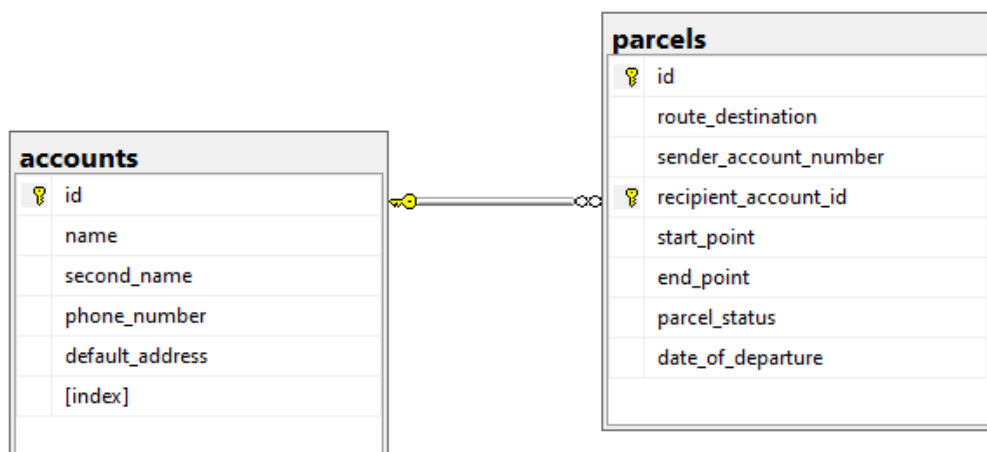 accounts
id
name
second_name
phone_number
default_address
[index]
parcels
id
route_destination
sender_account_number
recipient_account_id
start_point
end_point
parcel_status
date_of_departure